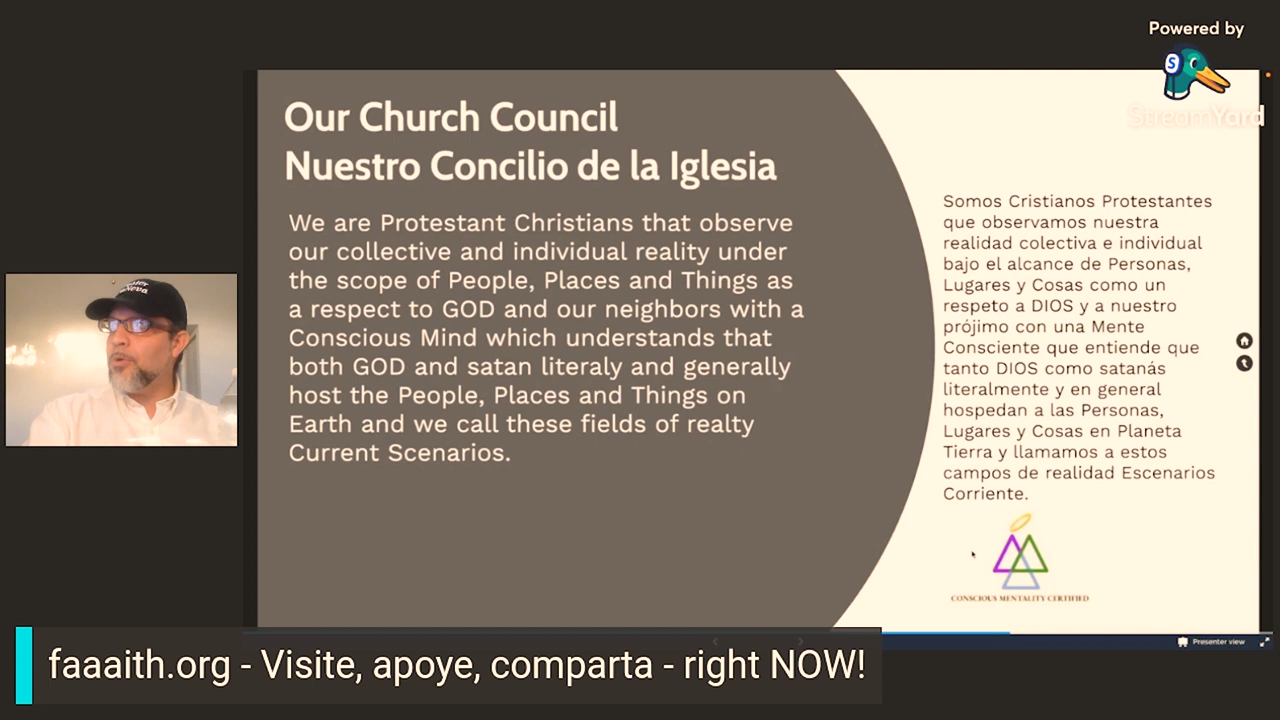 Powered by
StreamYard
Our Church Council
Nuestro Concilio de la Iglesia
We are Protestant Christians that observe
our collective and individual reality under
the scope of People, Places and Things as
a respect to GOD and our neighbors with a
Conscious Mind which understands that
both GOD and satan literaly and generally
host the People, Places and Things on
Earth and we call these fields of realty
Current Scenarios.
Somos Cristianos Protestantes
que observamos nuestra
realidad colectiva e individual
bajo el alcance de Personas,
Lugares y Cosas como un
respeto a DIOS y a nuestro
prójimo con una Mente
Consciente que entiende que
tanto DIOS como satanás
literalmente y en general
hospedan a las Personas,
Lugares y Cosas en Planeta
Tierra y llamamos a estos
campos de realidad Escenarios
Corriente.
CONSCIOUS MENTALITY CERTIFIED
Presenter view
faaaith.org - Visite, apoye, comparta - right NOW!